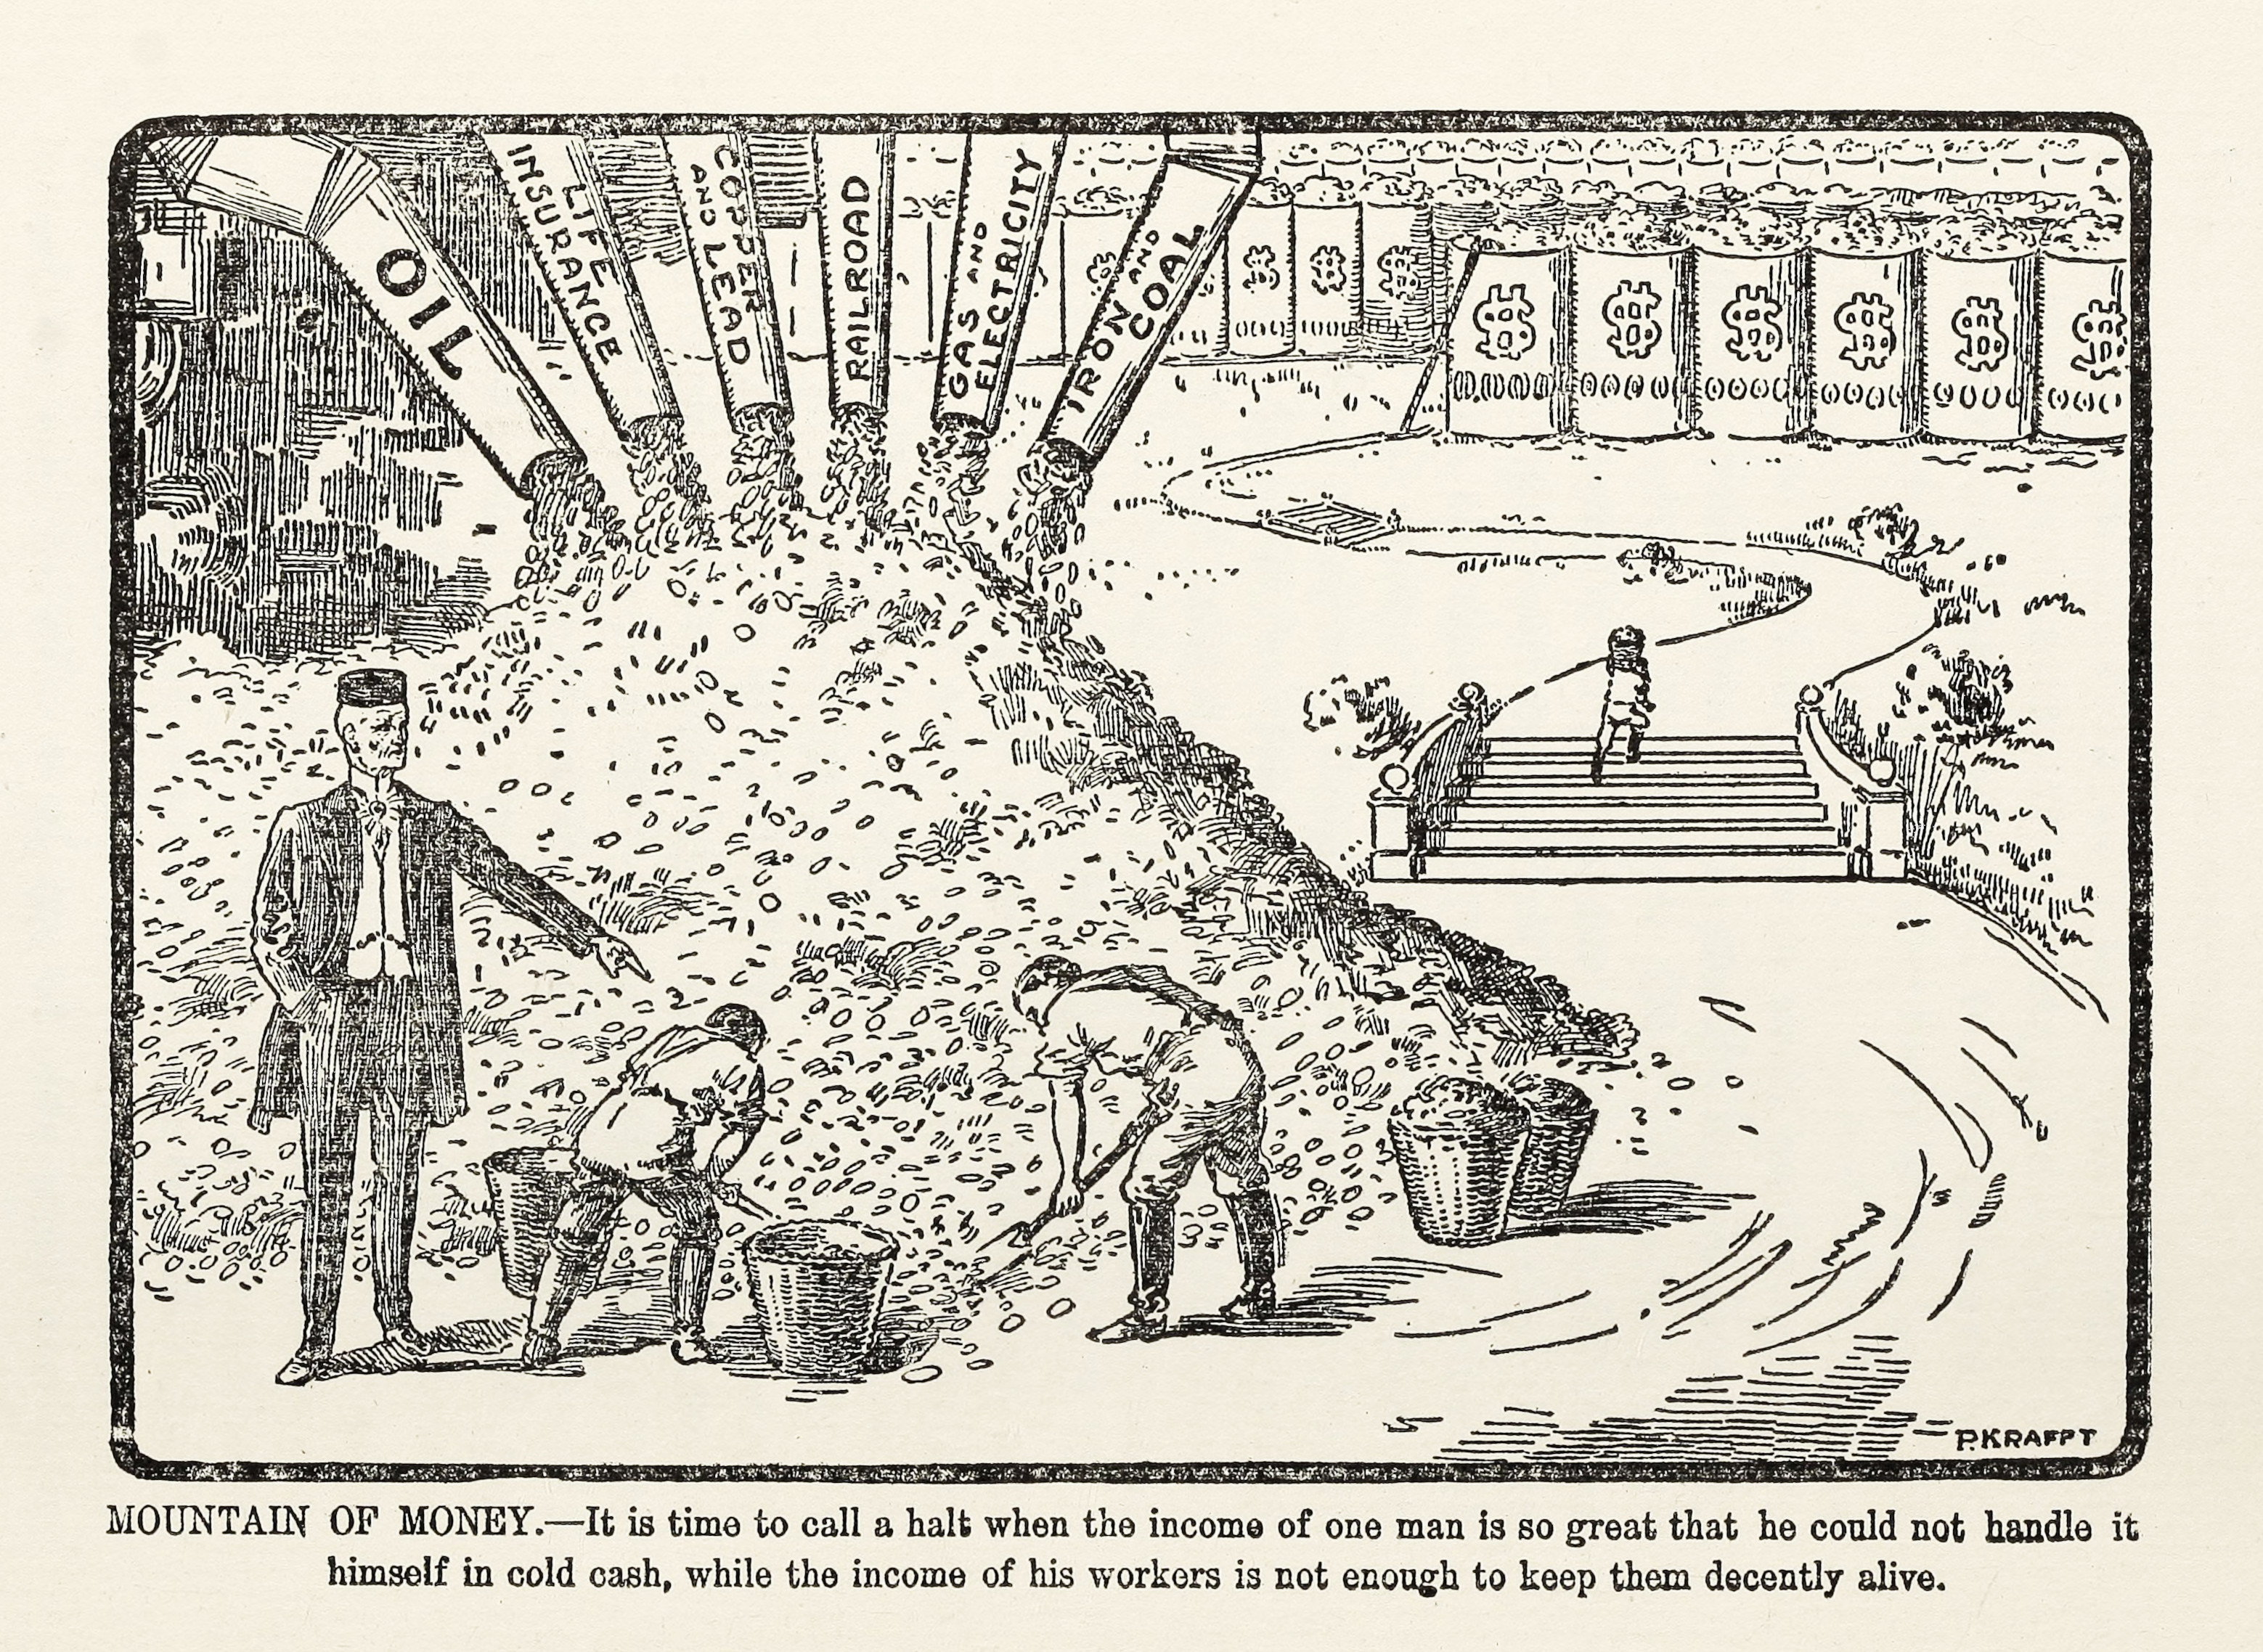 OIL
LIFE
INSURANCE
COPPER
AND LEAD
RAILROAD
GAS AND
ELECTRICITY
IRON AND
COAL
$ $ $
$ $ $ $ $ $
P.KRAFFT
MOUNTAIN OF MONEY.—It is time to call a halt when the income of one man is so great that he could not handle it
himself in cold cash, while the income of his workers is not enough to keep them decently alive.